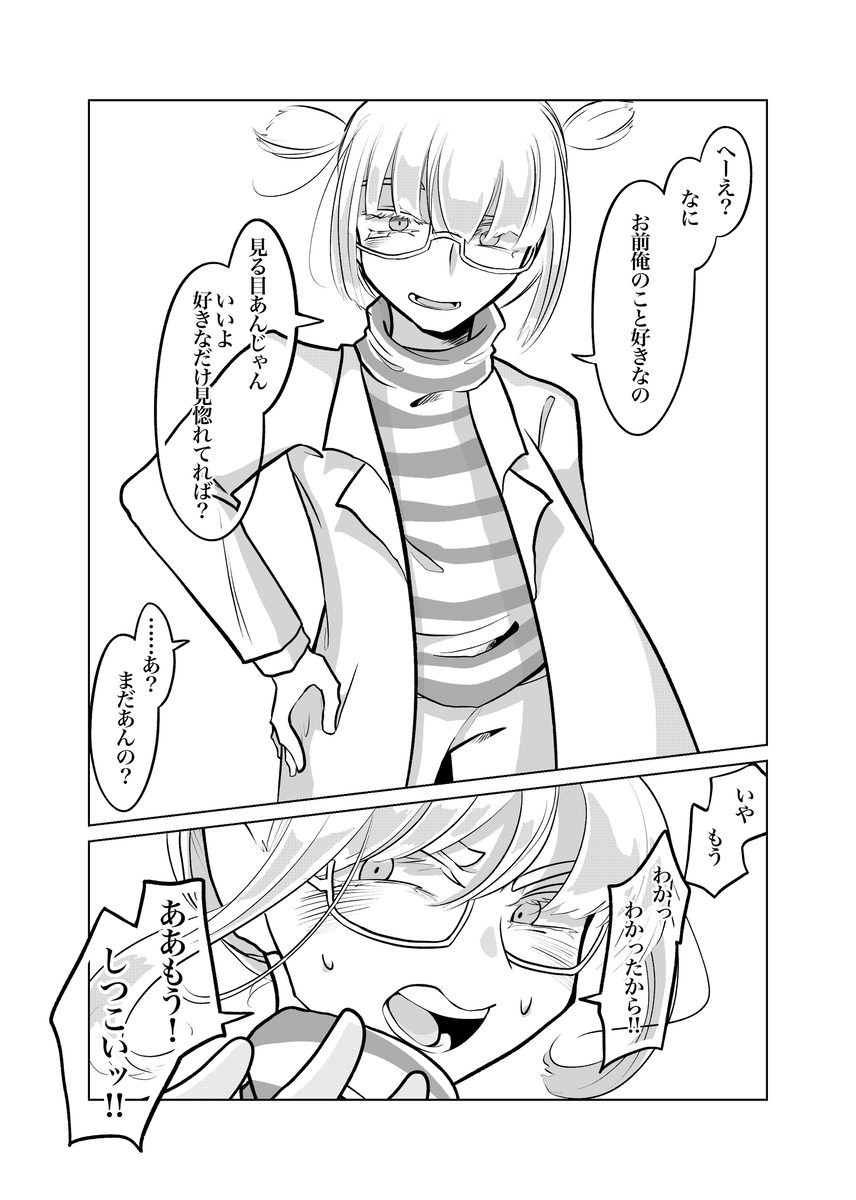 へーえ?
なに
お前俺のこと好きなの
見る目あんじゃん
いいよ
好きなだけ見惚れてれば?
……あ?
まだあんの?
いや
もう
わかっ
わかったから!!
ああもう!
しつこいッ!!